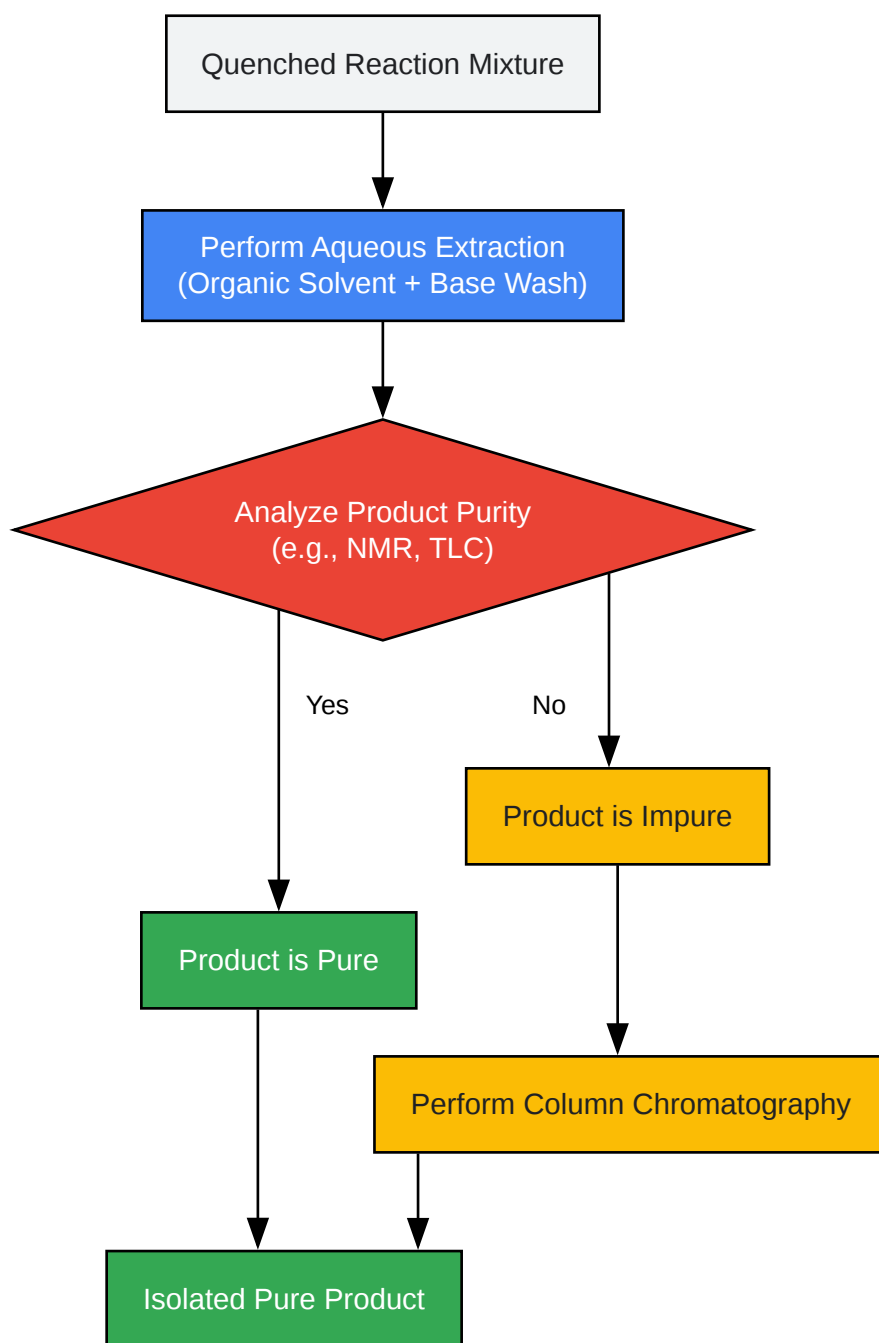 Quenched Reaction Mixture
Perform Aqueous Extraction
(Organic Solvent + Base Wash)
Analyze Product Purity
(e.g., NMR, TLC)
Yes
No
Product is Impure
Product is Pure
Perform Column Chromatography
Isolated Pure Product